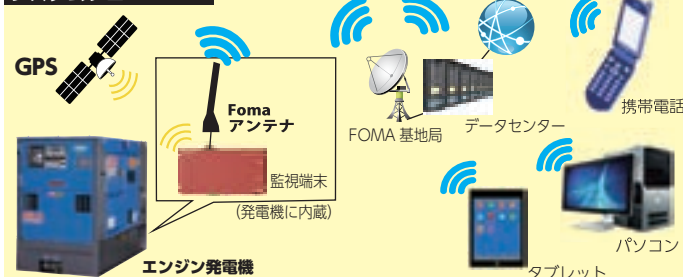 GPS
Foma
アンテナ
監視端末
(発電機に内蔵)
エンジン発電機
FOMA 基地局
データセンター
携帯電話
タブレット
パソコン